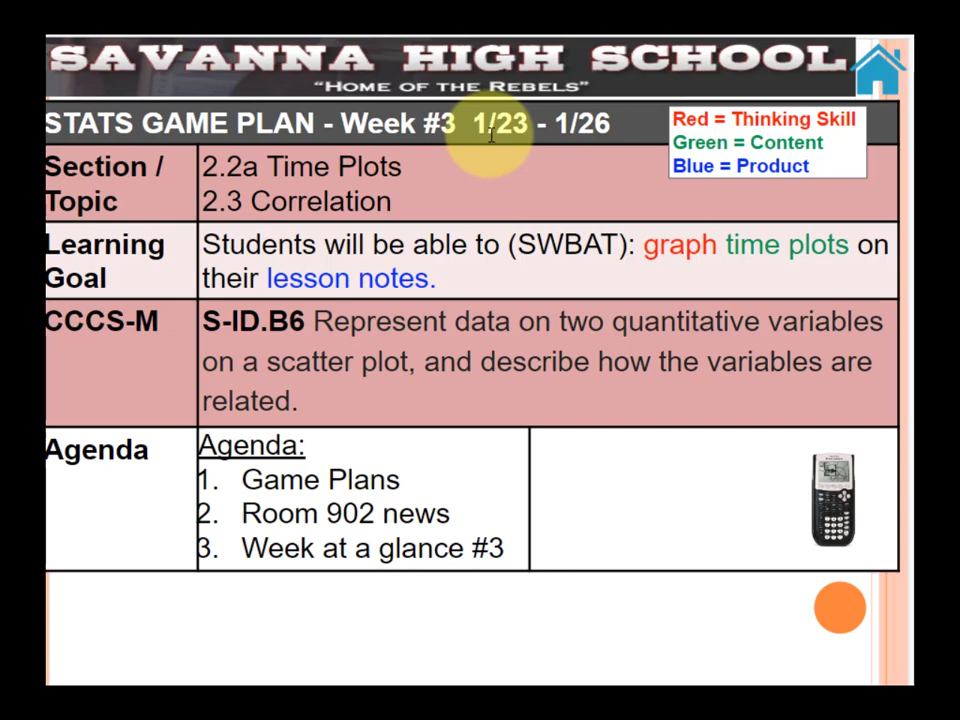 SAVANNA HIGH SCHOOL
“HOME OF THE REBELS”
STATS GAME PLAN - Week #3 1/23 - 1/26
Red = Thinking Skill
Green = Content
Blue = Product
Section /
Topic
2.2a Time Plots
2.3 Correlation
Learning
Goal
Students will be able to (SWBAT): graph time plots on
their lesson notes.
CCCS-M
S-ID.B6 Represent data on two quantitative variables
on a scatter plot, and describe how the variables are
related.
Agenda
Agenda:
1. Game Plans
2. Room 902 news
3. Week at a glance #3